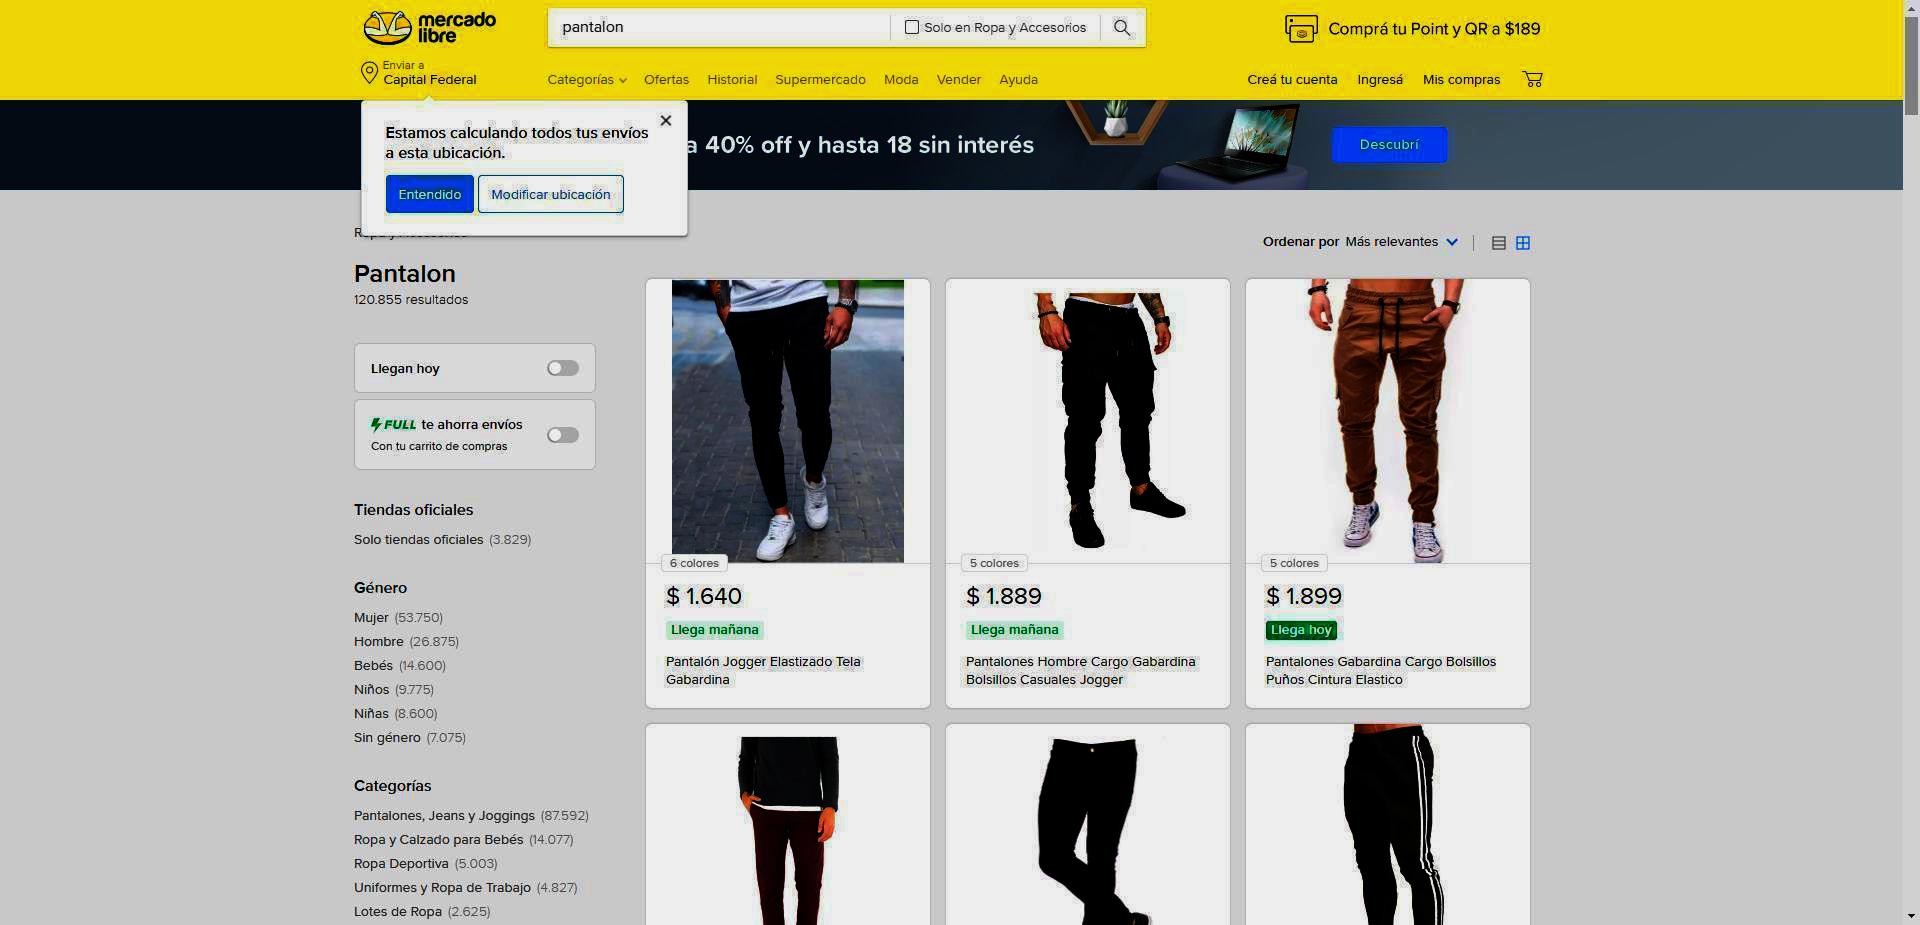 mercado
libre
pantalon
Solo en Ropa y Accesorios
Comprá tu Point y QR a $189
Enviar a
Capital Federal
Categorías
Ofertas
Historial
Supermercado
Moda
Vender
Ayuda
Creá tu cuenta
Ingresá
Mis compras
Estamos calculando todos tus envíos
a esta ubicación.
Entendido
Modificar ubicación
a 40% off y hasta 18 sin interés
Descubrí
Ordenar por Más relevantes
Pantalon
120.855 resultados
Llegan hoy
FULL te ahorra envíos
Con tu carrito de compras
Tiendas oficiales
Solo tiendas oficiales (3.829)
Género
Mujer (53.750)
Hombre (26.875)
Bebés (14.600)
Niños (9.775)
Niñas (8.600)
Sin género (7.075)
Categorías
Pantalones, Jeans y Joggings (87.592)
Ropa y Calzado para Bebés (14.077)
Ropa Deportiva (5.003)
Uniformes y Ropa de Trabajo (4.827)
Lotes de Ropa (2.625)
6 colores
$ 1.640
Llega mañana
Pantalón Jogger Elastizado Tela
Gabardina
5 colores
$ 1.889
Llega mañana
Pantalones Hombre Cargo Gabardina
Bolsillos Casuales Jogger
5 colores
$ 1.899
Llega hoy
Pantalones Gabardina Cargo Bolsillos
Puños Cintura Elastico